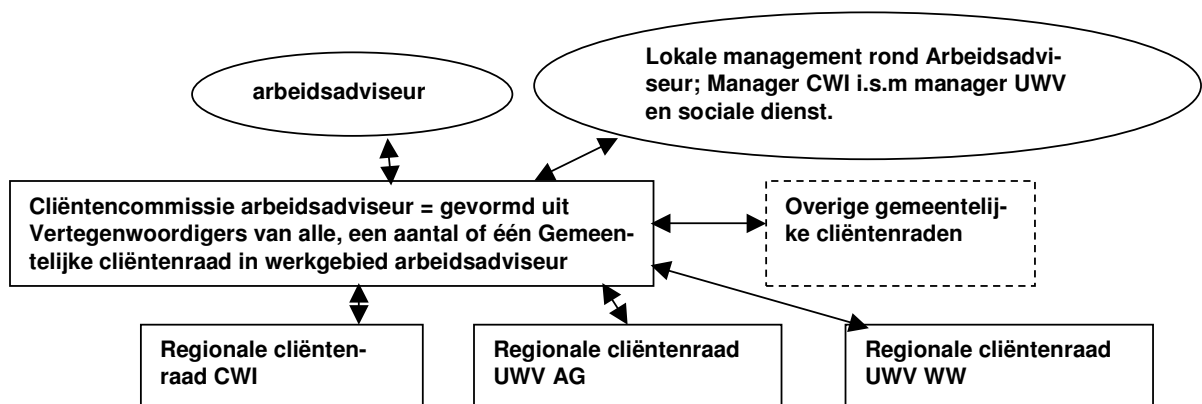 arbeidsadviseur
Lokale management rond Arbeidsadvi-
seur; Manager CWI i.s.m manager UWV
en sociale dienst.
Cliëntencommissie arbeidsadviseur = gevormd uit
Vertegenwoordigers van alle, een aantal of één Gemeen-
telijke cliëntenraad in werkgebied arbeidsadviseur
Overige gemeentelij-
ke cliëntenraden
Regionale cliënten-
raad CWI
Regionale cliëntenraad
UWV AG
Regionale cliëntenraad
UWV WW